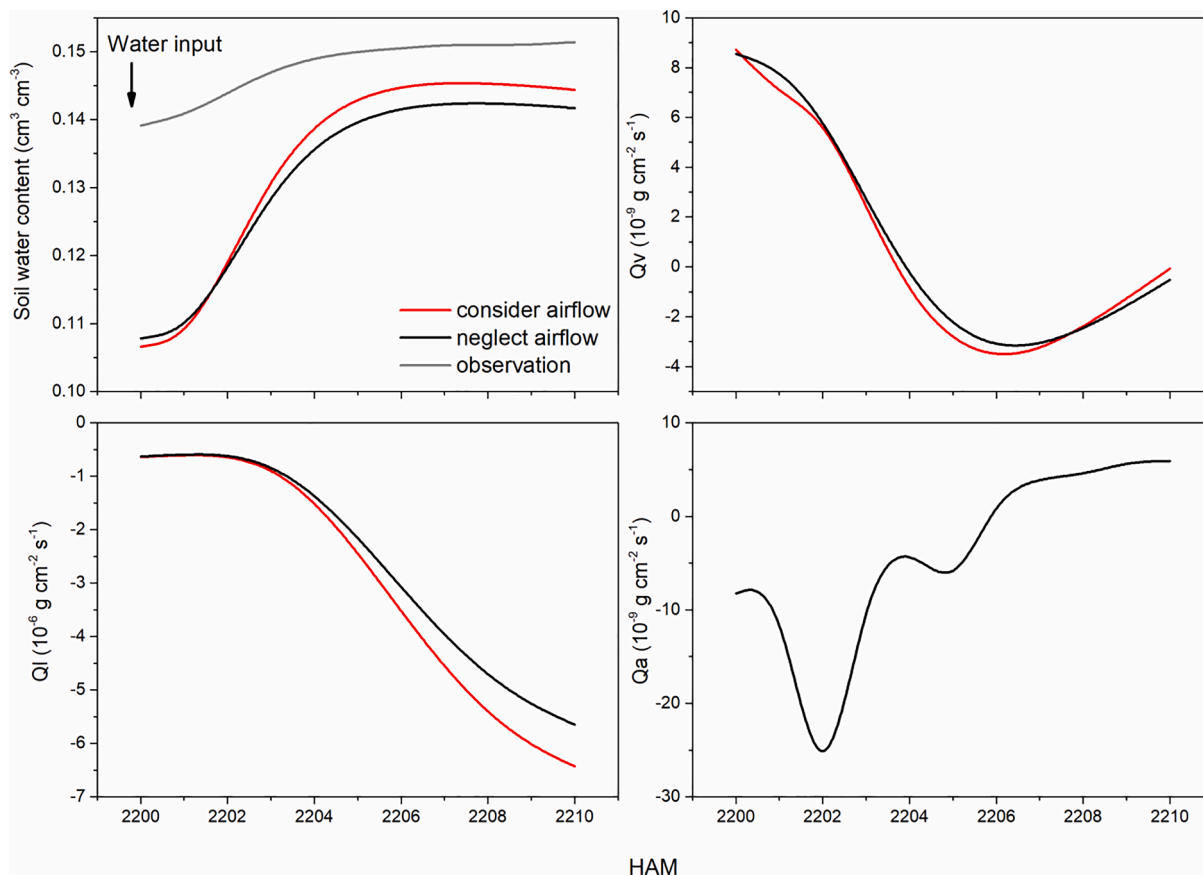 Soil water content (cm³ cm⁻³)
0.15
0.14
0.13
0.12
0.11
0.10
Water input
consider airflow
neglect airflow
observation
Qv (10⁻⁹ g cm⁻² s⁻¹)
10
8
6
4
2
0
-2
-4
Ql (10⁻⁶ g cm⁻² s⁻¹)
0
-1
-2
-3
-4
-5
-6
-7
2200 2202 2204 2206 2208 2210
Qa (10⁻⁹ g cm⁻² s⁻¹)
10
0
-10
-20
-30
2200 2202 2204 2206 2208 2210
HAM